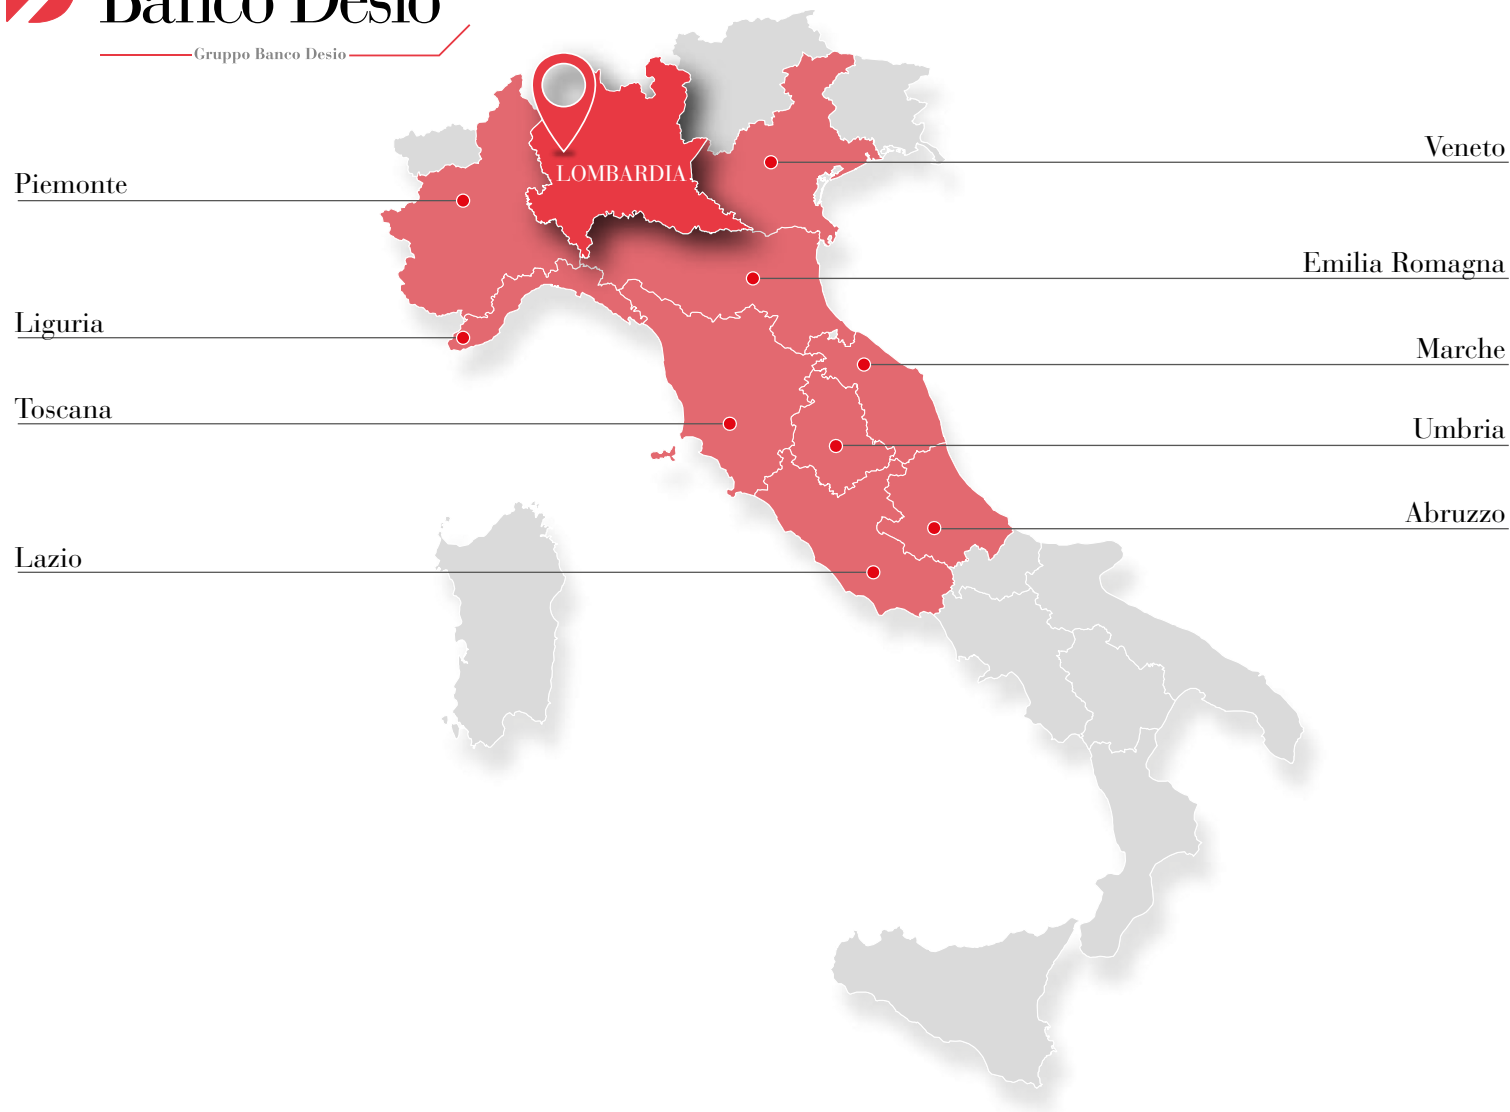 Banco Desio
Gruppo Banco Desio
LOMBARDIA
Piemonte
Liguria
Toscana
Lazio
Veneto
Emilia Romagna
Marche
Umbria
Abruzzo